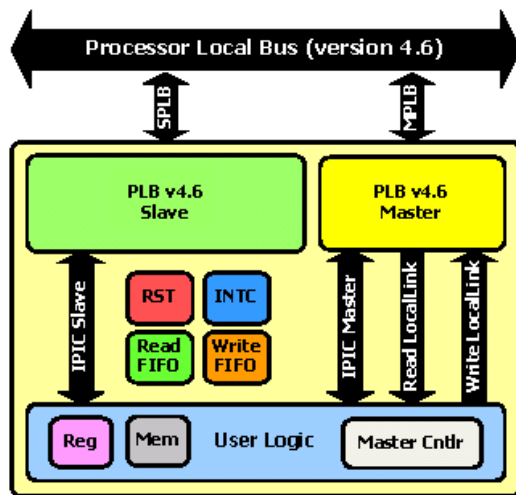 Processor Local Bus (version 4.6)
SPLB
MPLB
PLB v4.6
Slave
PLB v4.6
Master
IPIC Slave
RST
INTC
Read
FIFO
Write
FIFO
IPIC Master
Read LocalLink
Write LocalLink
Reg
Mem
User Logic
Master Cntlr